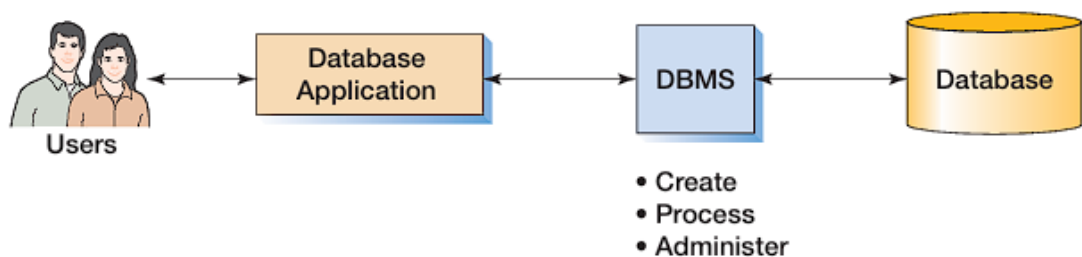 Users
Database
Application
DBMS
Database
• Create
• Process
• Administer